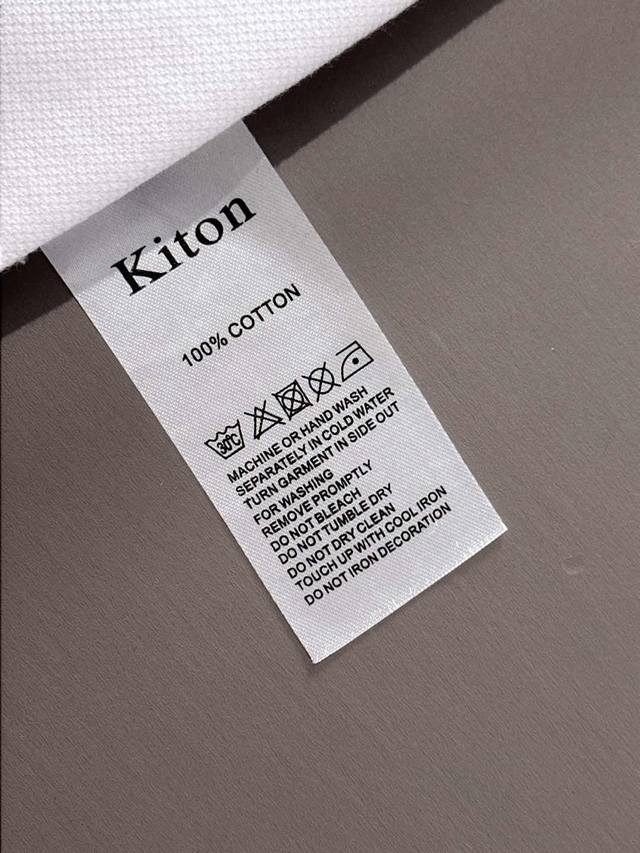 Kiton
100% COTTON
30°C
MACHINE OR HAND WASH
SEPARATELY IN COLD WATER
TURN GARMENT IN SIDE OUT
FOR WASHING
REMOVE PROMPTLY
DO NOT BLEACH
DO NOT TUMBLE DRY
DO NOT DRY CLEAN
TOUCH UP WITH COOL IRON
DO NOT IRON DECORATION